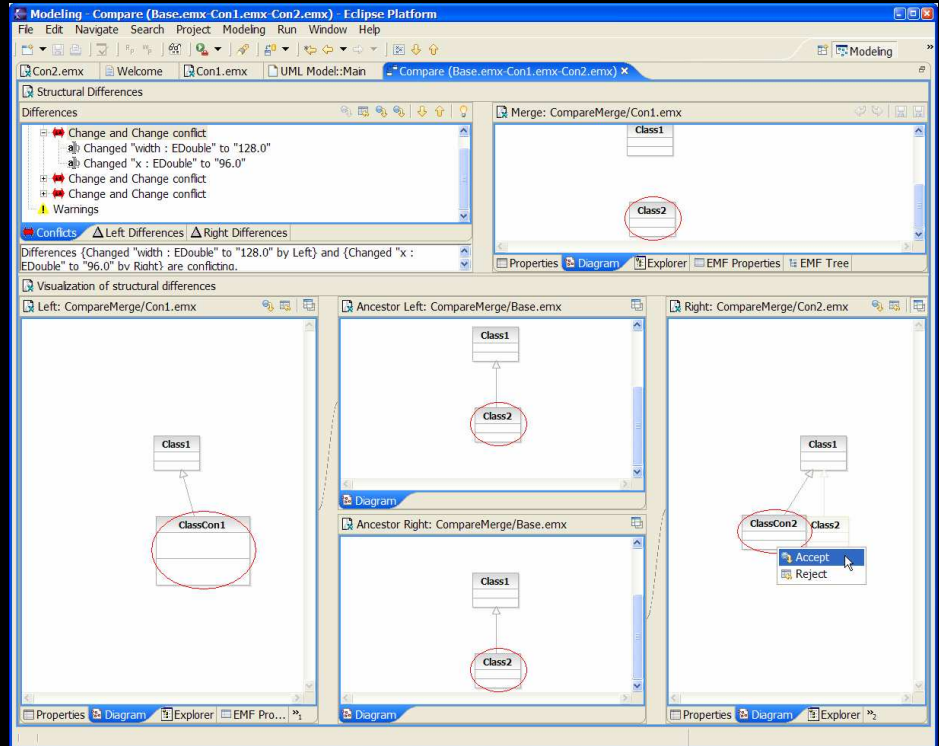 Modeling - Compare (Base.emx-Con1.emx-Con2.emx) - Eclipse Platform
File Edit Navigate Search Project Modeling Run Window Help
Modeling
Con2.emx Welcome Con1.emx UML Model::Main Compare (Base.emx-Con1.emx-Con2.emx)
Structural Differences
Differences
Change and Change conflict
Changed "width : EDouble" to "128.0"
Changed "x : EDouble" to "96.0"
Change and Change conflict
Change and Change conflict
Warnings
Conflicts Left Differences Right Differences
Differences {Changed "width : EDouble" to "128.0" by Left} and {Changed "x :
EDouble" to "96.0" by Right} are conflicting.
Merge: CompareMerge/Con1.emx
Class1
Class2
Properties Diagram Explorer EMF Properties EMF Tree
Visualization of structural differences
Left: CompareMerge/Con1.emx
Class1
ClassCon1
Properties Diagram Explorer EMF Pro... »1
Ancestor Left: CompareMerge/Base.emx
Class1
Class2
Diagram
Ancestor Right: CompareMerge/Base.emx
Class1
Class2
Diagram
Right: CompareMerge/Con2.emx
Class1
ClassCon2 Class2
Accept
Reject
Properties Diagram Explorer »2